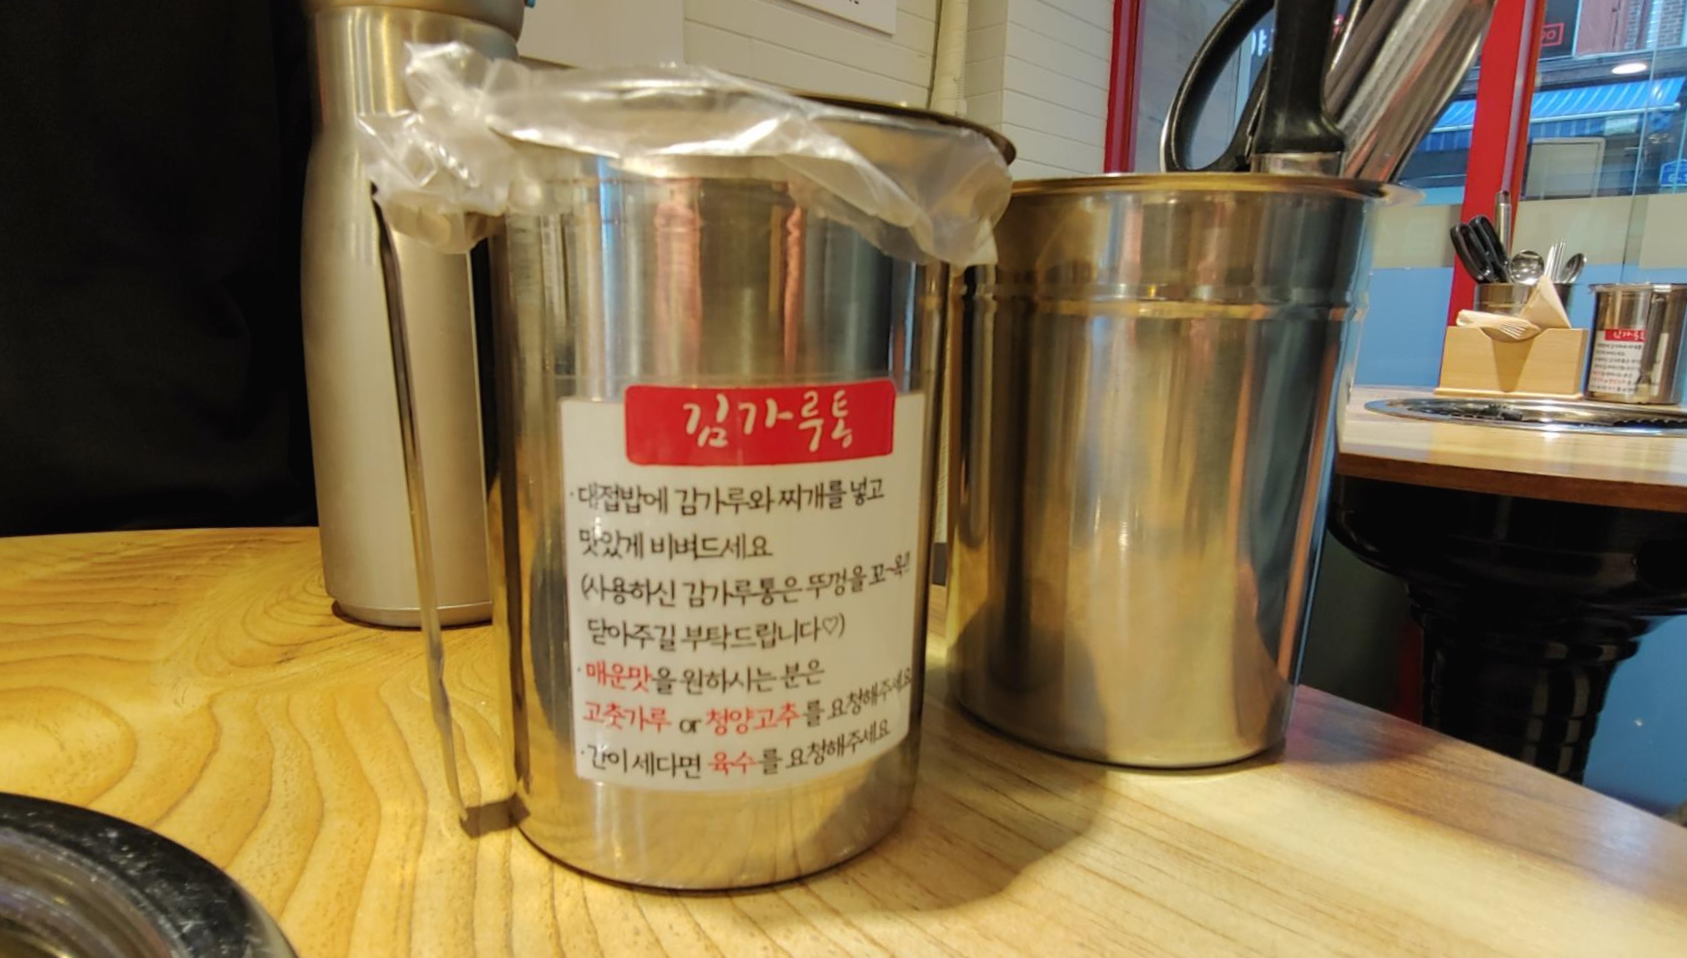 김가루통
·대접밥에 김가루와 찌개를 넣고
맛있게 비벼드세요
(사용하신 김가루통은 뚜껑을 꼬~옥!!
닫아주길 부탁드립니다♡)
·매운맛을 원하시는 분은
고춧가루 or 청양고추를 요청해주세요
·간이 세다면 육수를 요청해주세요.
김가루통